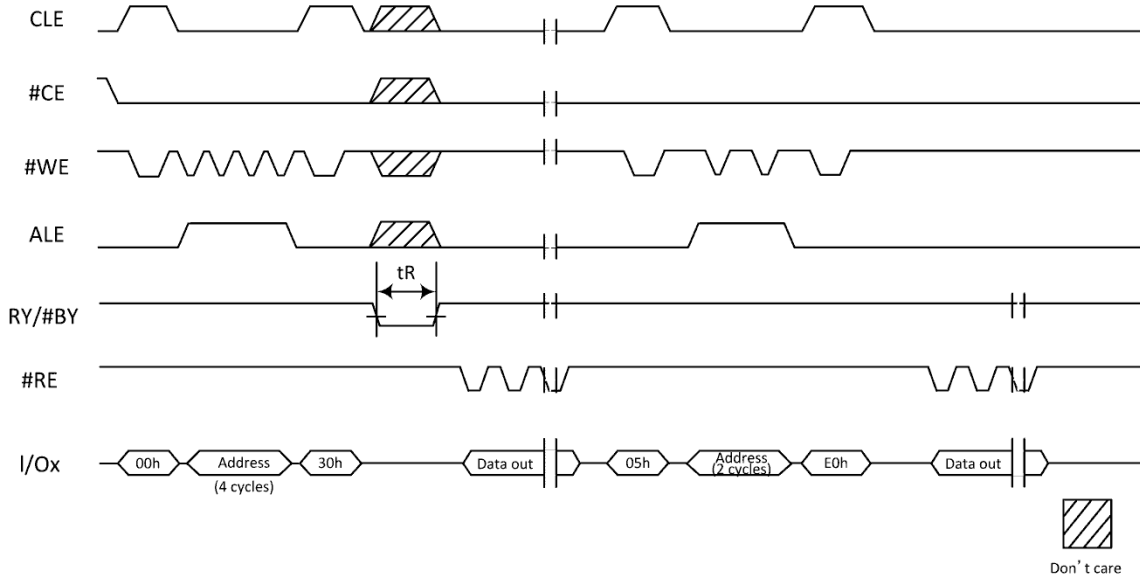 CLE
#CE
#WE
ALE
tR
RY/#BY
#RE
I/Ox
00h
Address
(4 cycles)
30h
Data out
05h
Address
(2 cycles)
E0h
Data out
Don't care